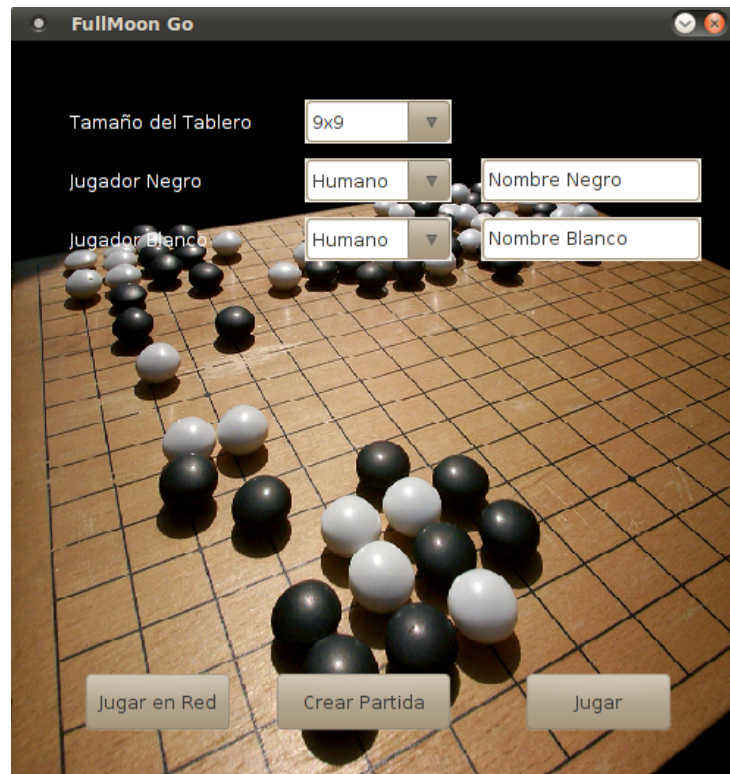 FullMoon Go
Tamaño del Tablero 9x9
Jugador Negro Humano Nombre Negro
Jugador Blanco Humano Nombre Blanco
Jugar en Red Crear Partida Jugar